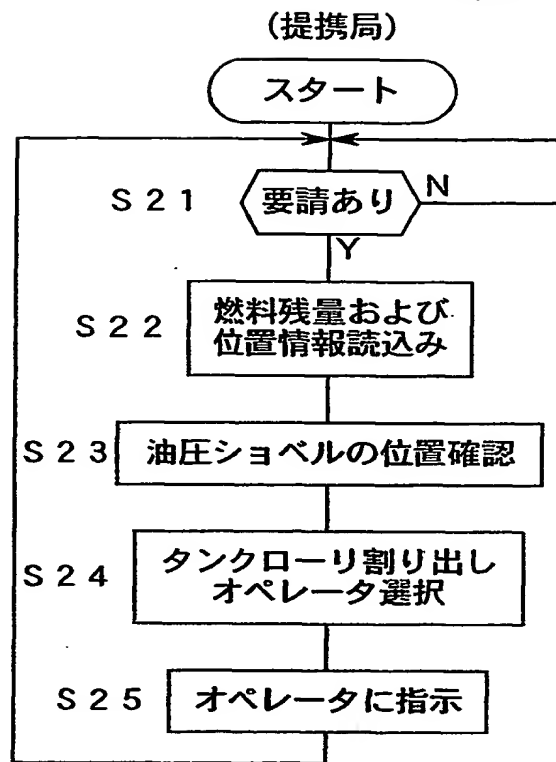 (提携局)
スタート
S21
要請あり
N
Y
S22
燃料残量および
位置情報読込み
S23
油圧ショベルの位置確認
S24
タンクローリ割り出し
オペレータ選択
S25
オペレータに指示